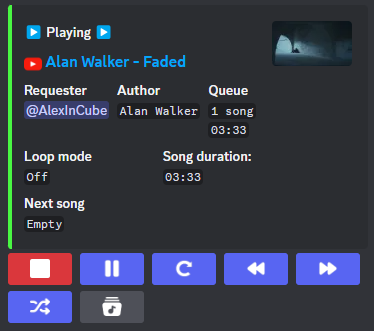 Playing
Alan Walker - Faded
Requester Author Queue
@AlexInCube Alan Walker 1 song
03:33
Loop mode Song duration:
Off 03:33
Next song
Empty